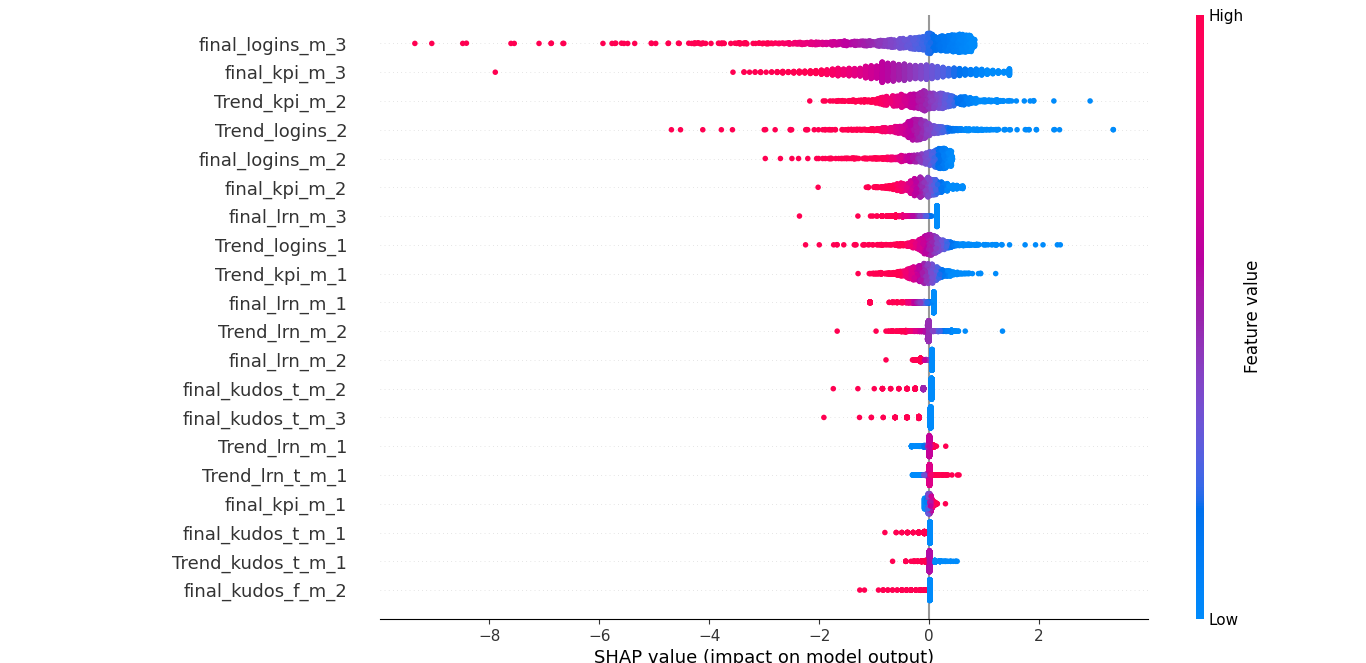 High
final_logins_m_3
final_kpi_m_3
Trend_kpi_m_2
Trend_logins_2
final_logins_m_2
final_kpi_m_2
final_lrn_m_3
Trend_logins_1
Trend_kpi_m_1
final_lrn_m_1
Trend_lrn_m_2
final_lrn_m_2
final_kudos_t_m_2
final_kudos_t_m_3
Trend_lrn_m_1
Trend_lrn_t_m_1
final_kpi_m_1
final_kudos_t_m_1
Trend_kudos_t_m_1
final_kudos_f_m_2
Feature value
Low
−8 −6 −4 −2 0 2
SHAP value (impact on model output)